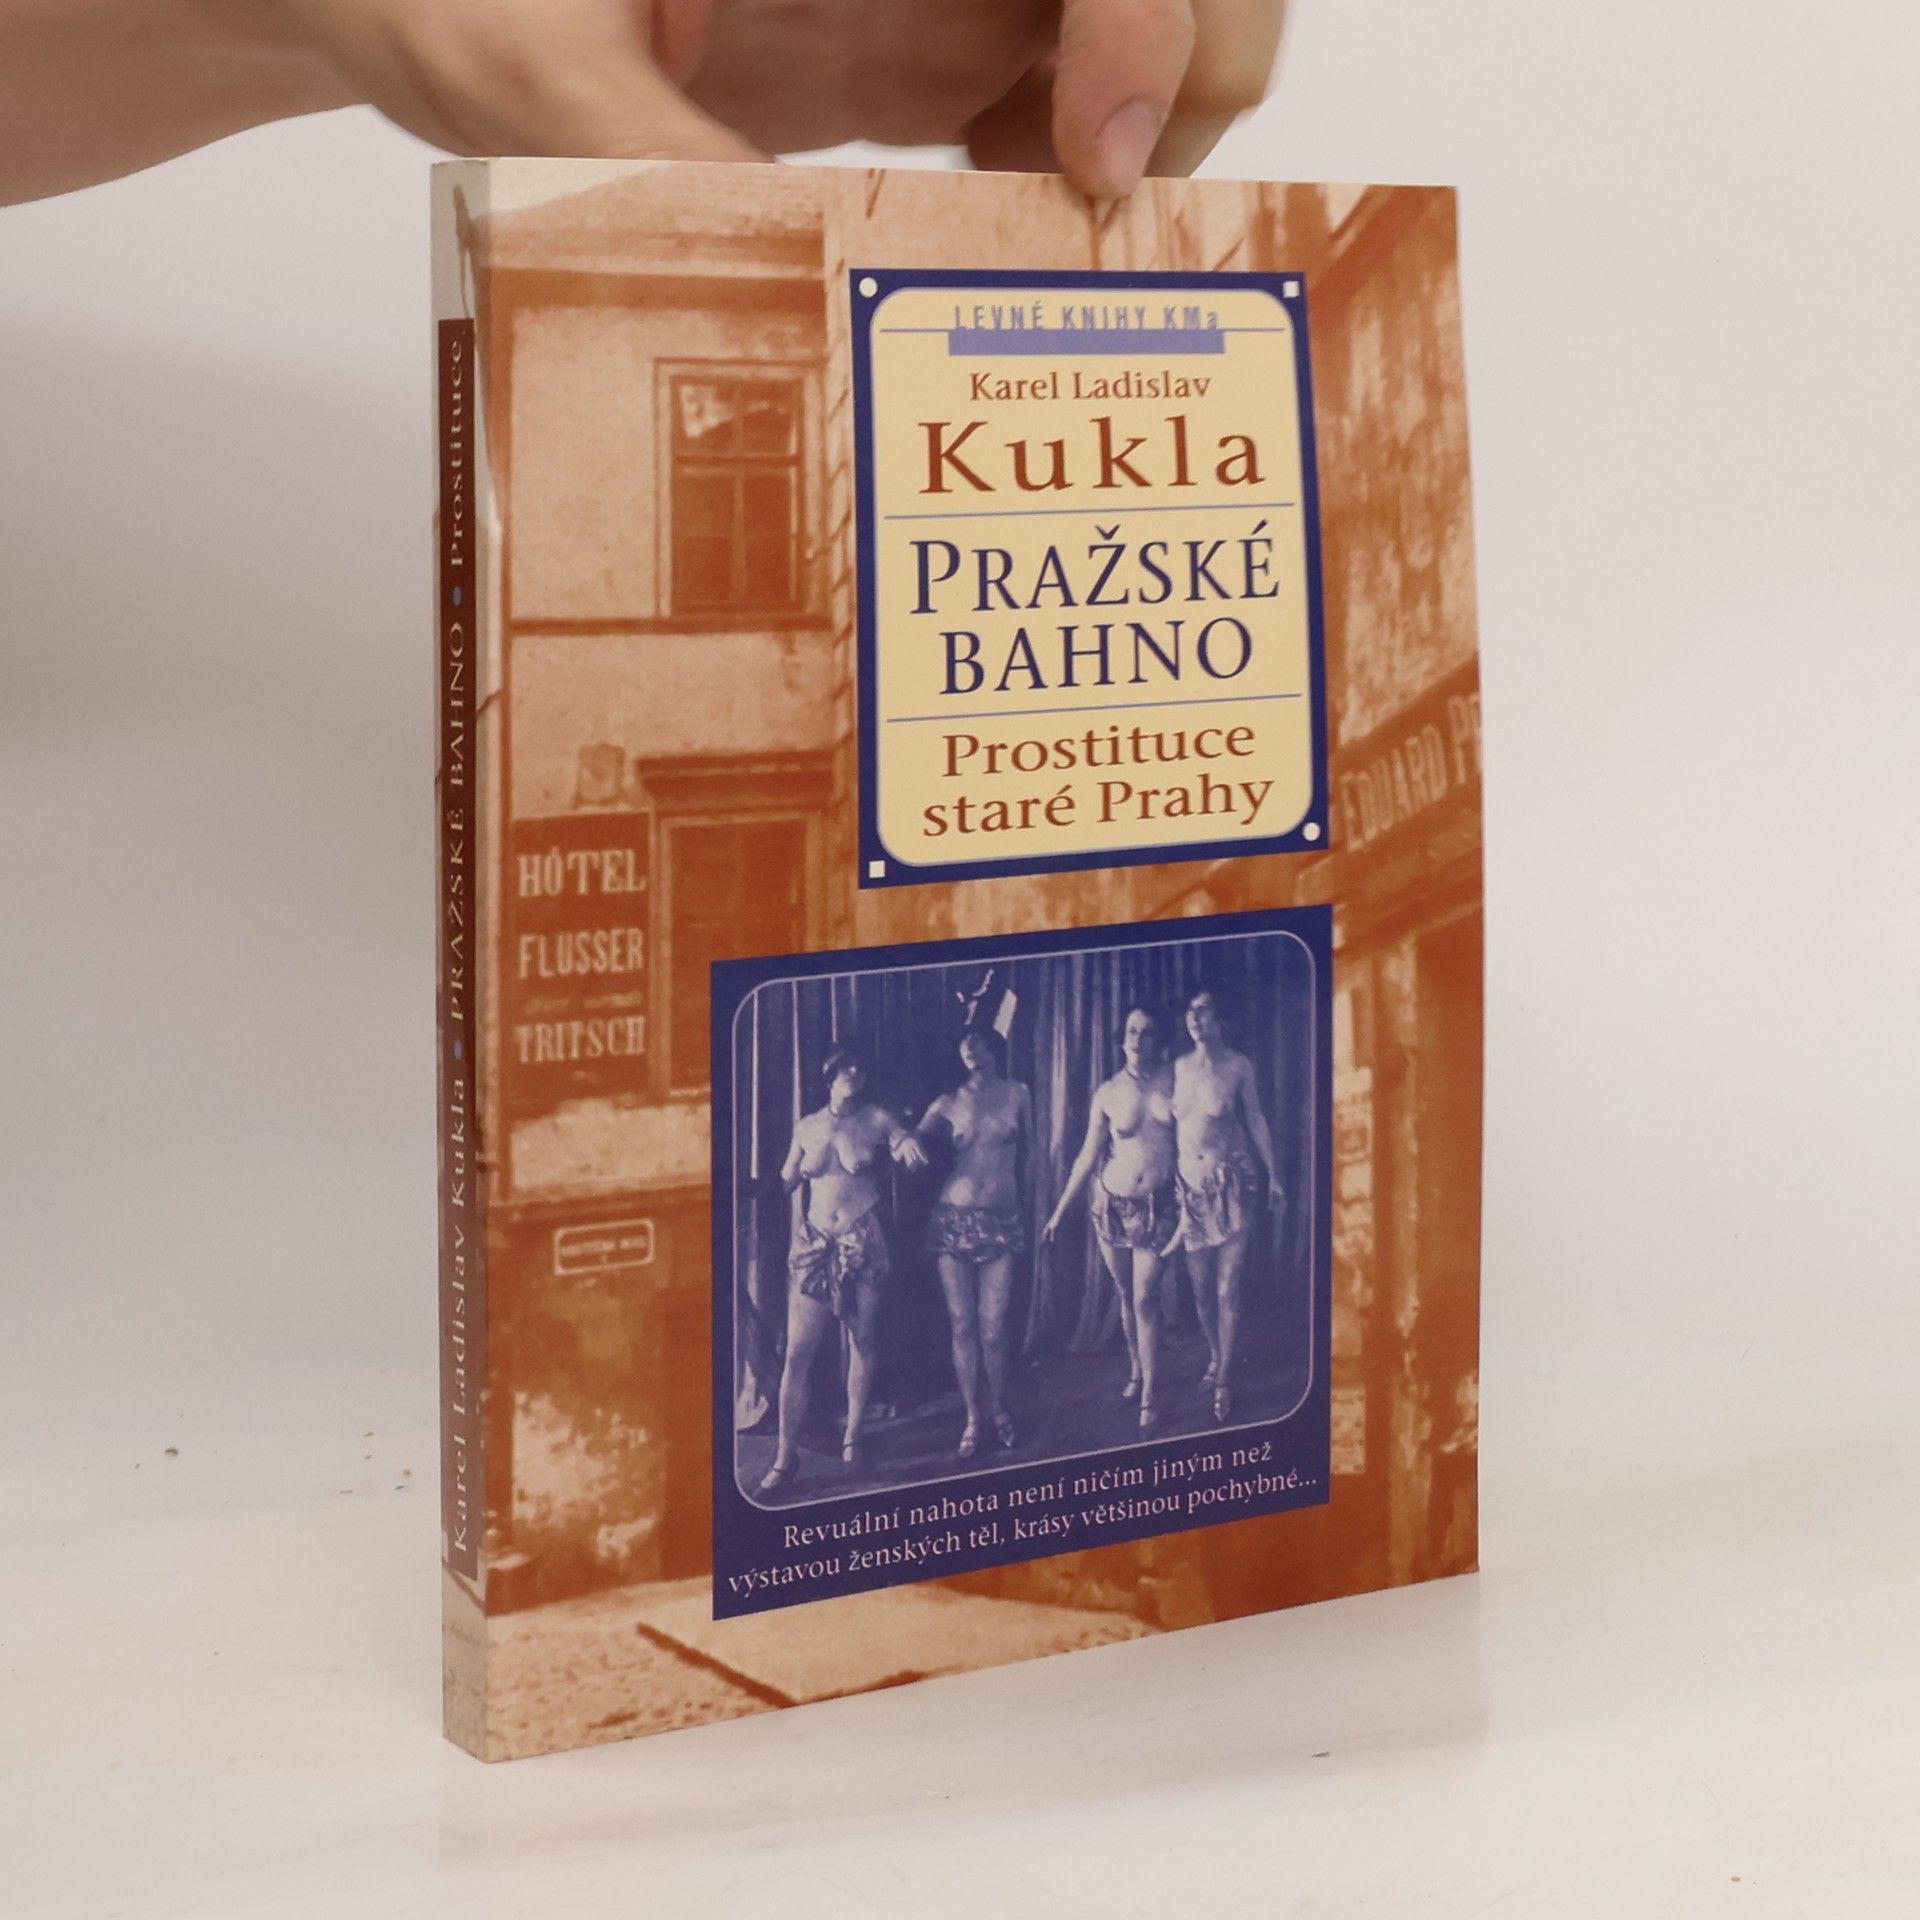 LEVNÉ KNIHY KMa
Karel Ladislav
Kukla
PRAŽSKÉ
BAHNO
Prostituce
staré Prahy
EDUARD
HÔTEL
FLUSSER
TRITSCH
Revuální nahota není ničím jiným než
výstavou ženských těl, krásy většinou pochybné...
Karel Ladislav Kukla • PRAŽSKÉ BAHNO • Prostituce